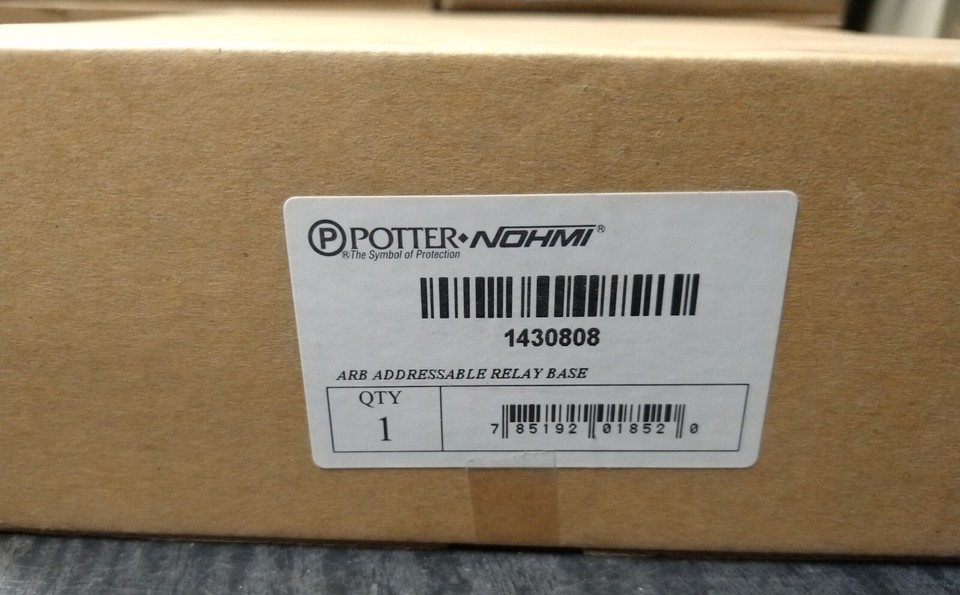 P POTTER◆NOHMI®
®The Symbol of Protection
1430808
ARB ADDRESSABLE RELAY BASE
QTY
1
7 85192 01852 0